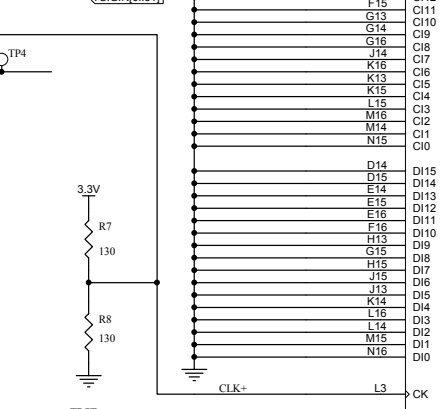 F15 CI11
G13 CI10
G14 CI9
G16 CI8
J14 CI7
K16 CI6
K13 CI5
K15 CI4
L15 CI3
M16 CI2
M14 CI1
N15 CI0
TP4
D14 DI15
D15 DI14
E14 DI13
E15 DI12
E16 DI11
F16 DI10
H13 DI9
G15 DI8
H15 DI7
J15 DI6
J13 DI5
K14 DI4
L16 DI3
L14 DI2
M15 DI1
N16 DI0
3.3V
R7
130
R8
130
CLK+ L3 CK